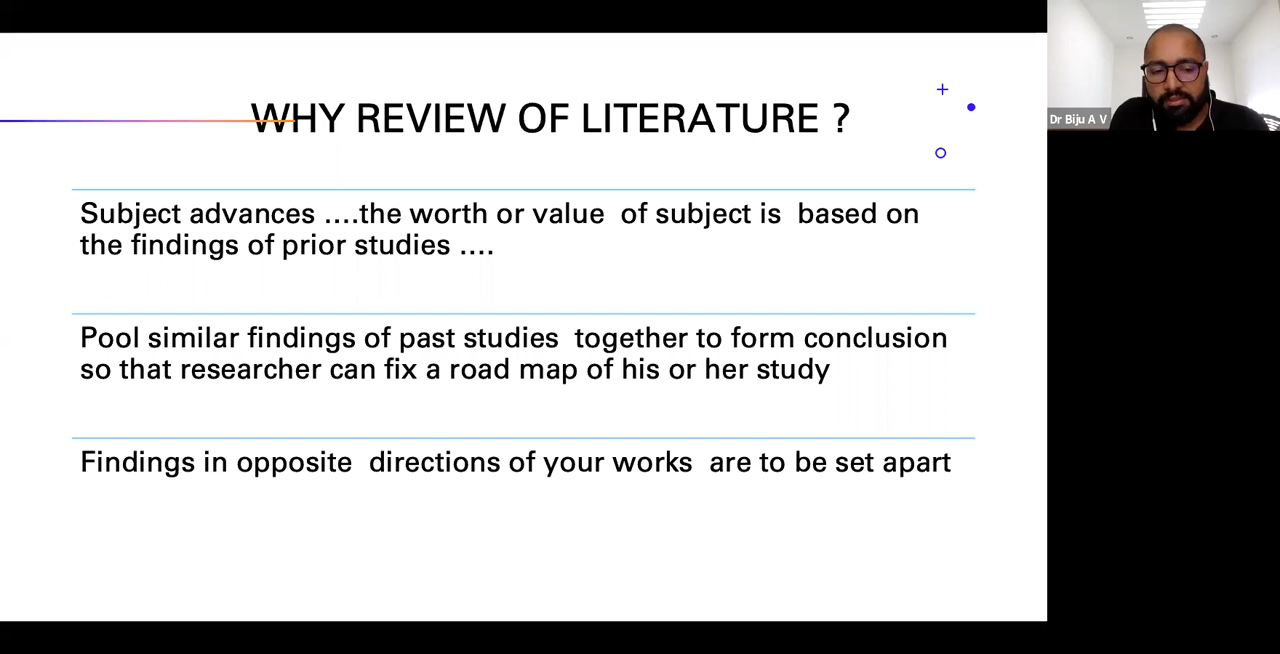 WHY REVIEW OF LITERATURE ?
Subject advances ....the worth or value  of subject is  based on
the findings of prior studies ....
Pool similar findings of past studies  together to form conclusion
so that researcher can fix a road map of his or her study
Findings in opposite  directions of your works  are to be set apart
Dr Biju A V